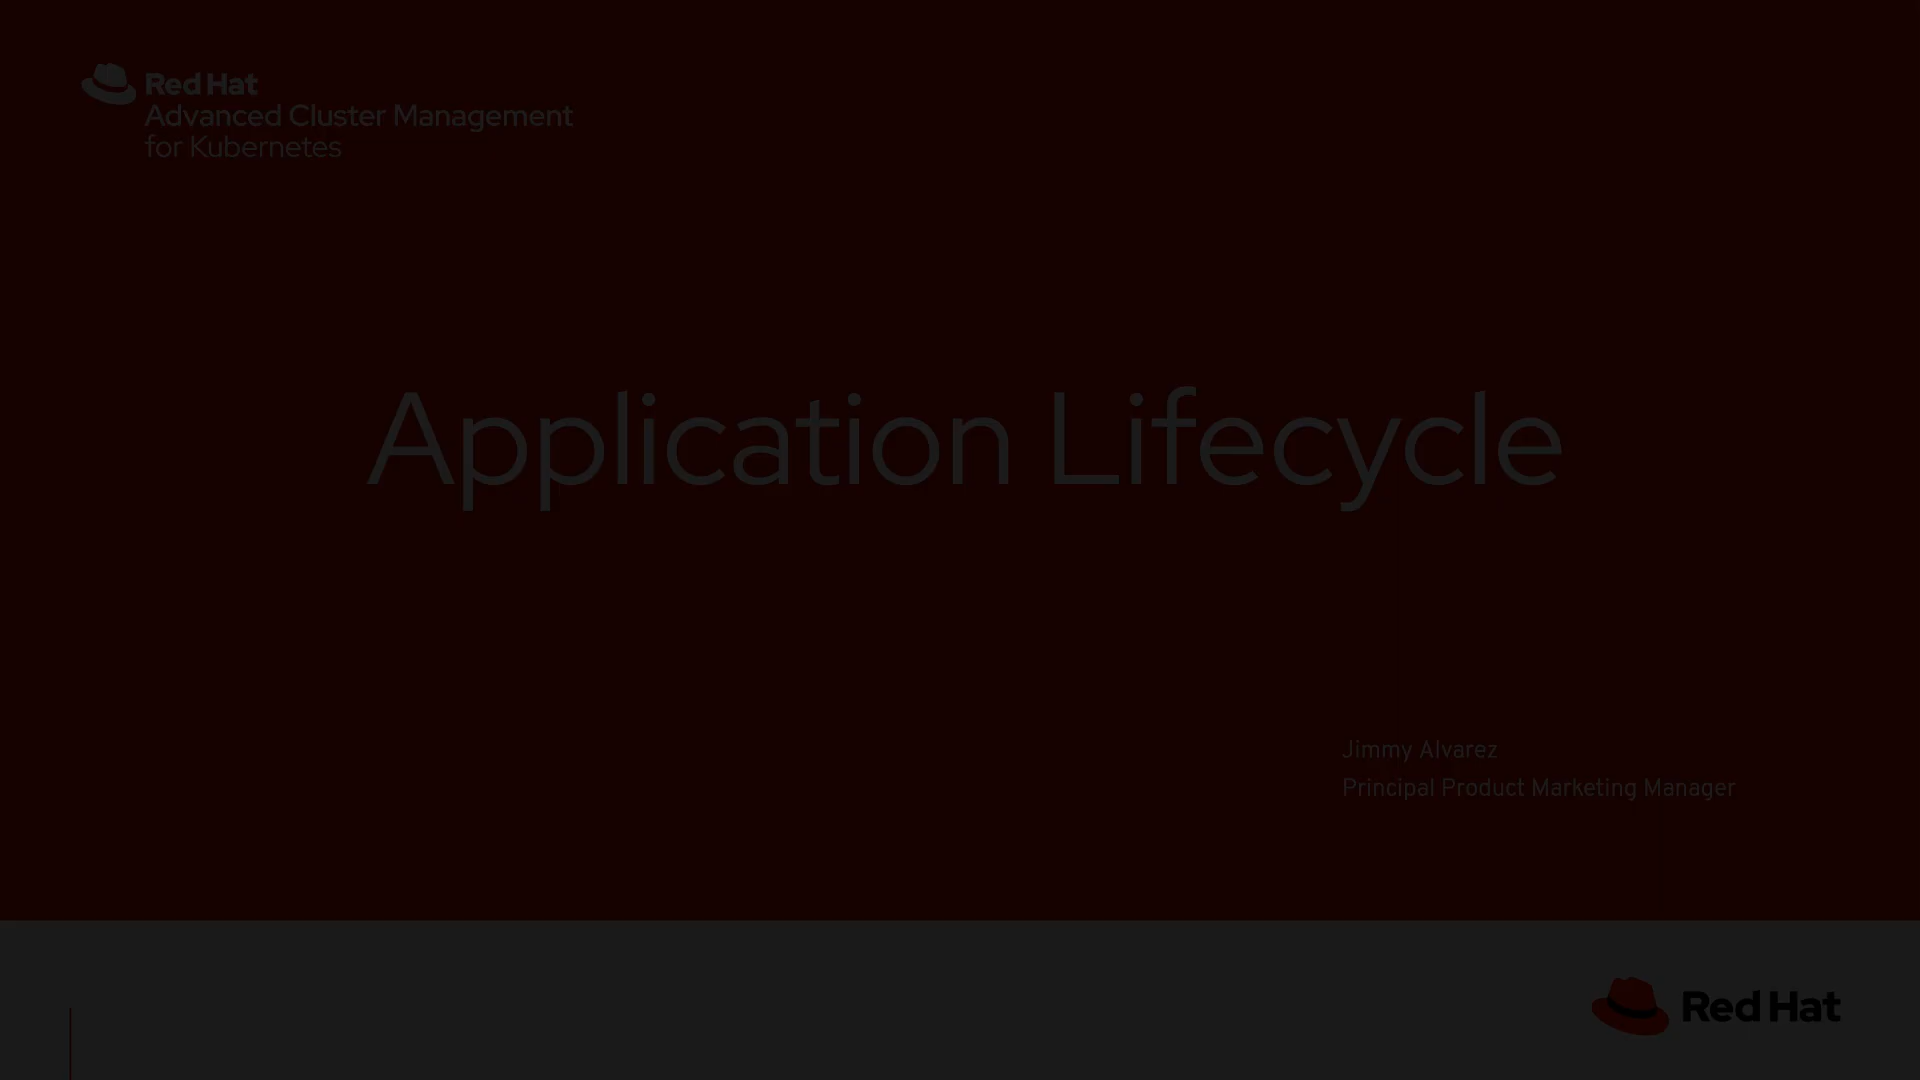 Red Hat
Advanced Cluster Management
for Kubernetes
Application Lifecycle
Jimmy Alvarez
Principal Product Marketing Manager
Red Hat